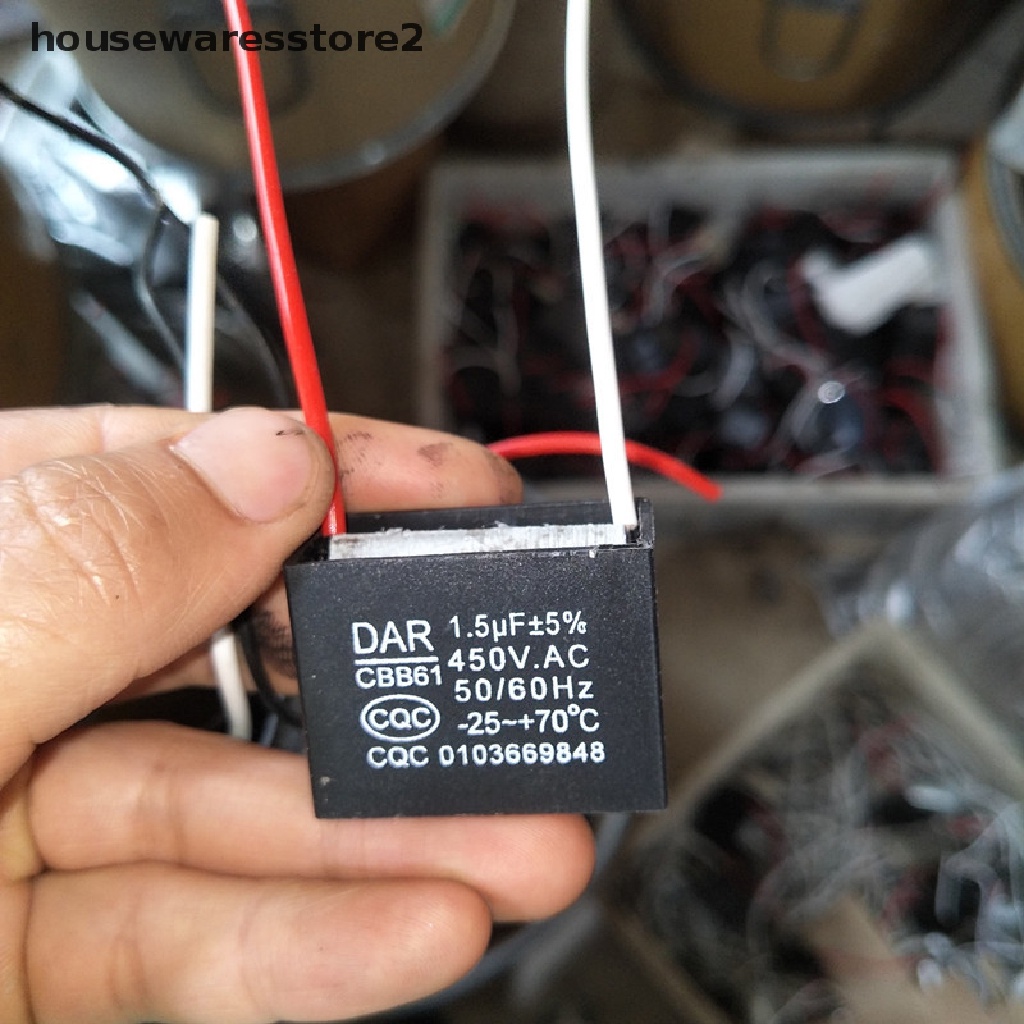 housewaresstore2
DAR
CBB61
1.5µF±5%
450V.AC
50/60Hz
-25~+70°C
CQC
CQC 0103669848